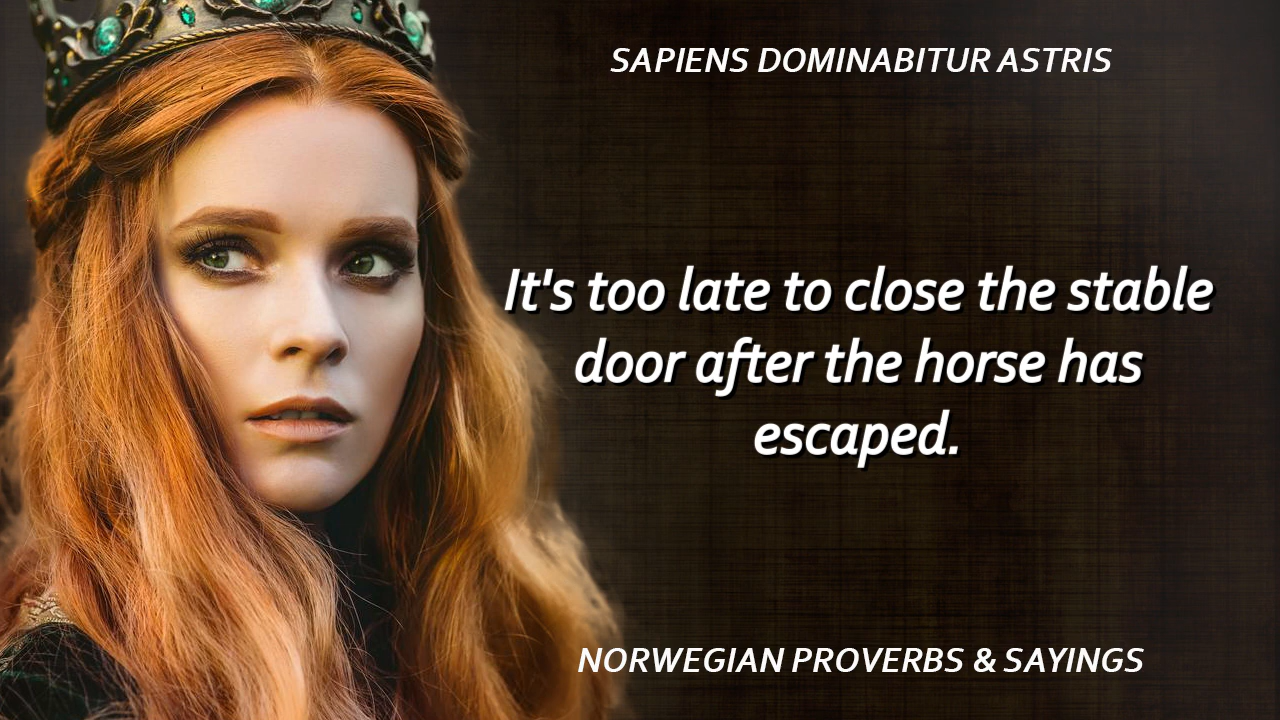 SAPIENS DOMINABITUR ASTRIS
It's too late to close the stable
door after the horse has
escaped.
NORWEGIAN PROVERBS & SAYINGS